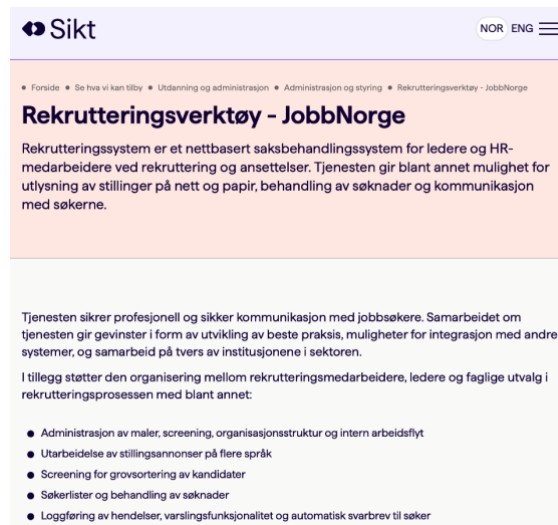 Sikt
NOR ENG
• Forside • Se hva vi kan tilby • Utdanning og administrasjon • Administrasjon og styring • Rekrutteringsverktøy - JobbNorge
Rekrutteringsverktøy - JobbNorge
Rekrutteringssystem er et nettbasert saksbehandlingssystem for ledere og HR-
medarbeidere ved rekruttering og ansettelser. Tjenesten gir blant annet mulighet for
utlysning av stillinger på nett og papir, behandling av søknader og kommunikasjon
med søkerne.
Tjenesten sikrer profesjonell og sikker kommunikasjon med jobbsøkere. Samarbeidet om
tjenesten gir gevinster i form av utvikling av beste praksis, muligheter for integrasjon med andre
systemer, og samarbeid på tvers av institusjonene i sektoren.
I tillegg støtter den organisering mellom rekrutteringsmedarbeidere, ledere og faglige utvalg i
rekrutteringsprosessen med blant annet:
• Administrasjon av maler, screening, organisasjonsstruktur og intern arbeidsflyt
• Utarbeidelse av stillingsannonser på flere språk
• Screening for grovsortering av kandidater
• Søkerlister og behandling av søknader
• Loggføring av hendelser, varslingsfunksjonalitet og automatisk svarbrev til søker